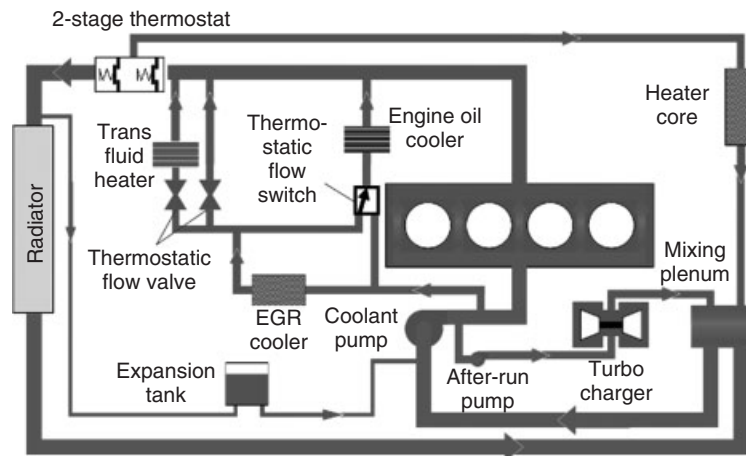 2-stage thermostat
Trans
fluid
heater
Thermo-
static
flow
switch
Engine oil
cooler
Heater
core
Radiator
Thermostatic
flow valve
EGR
cooler
Coolant
pump
Mixing
plenum
Expansion
tank
After-run
pump
Turbo
charger